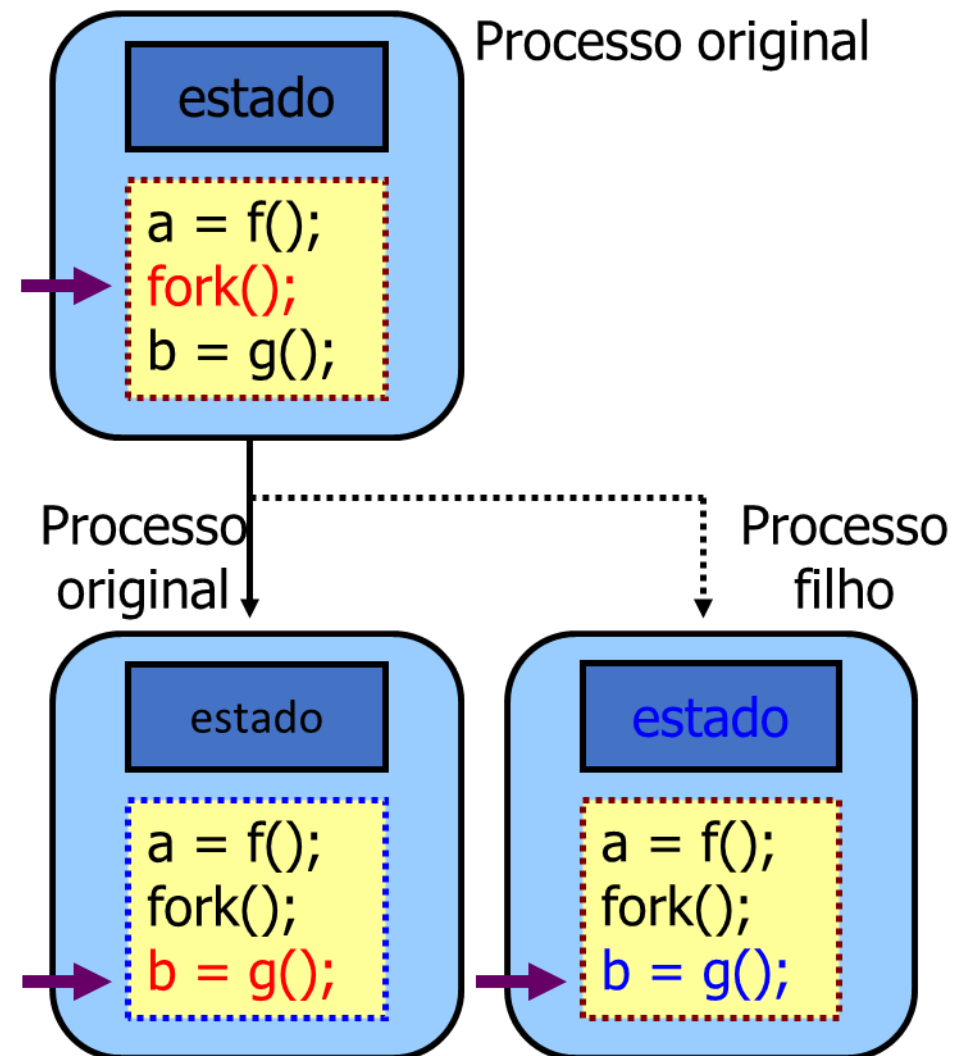 Processo original
estado
a = f();
fork();
b = g();
Processo
original
Processo
filho
estado
a = f();
fork();
b = g();
estado
a = f();
fork();
b = g();